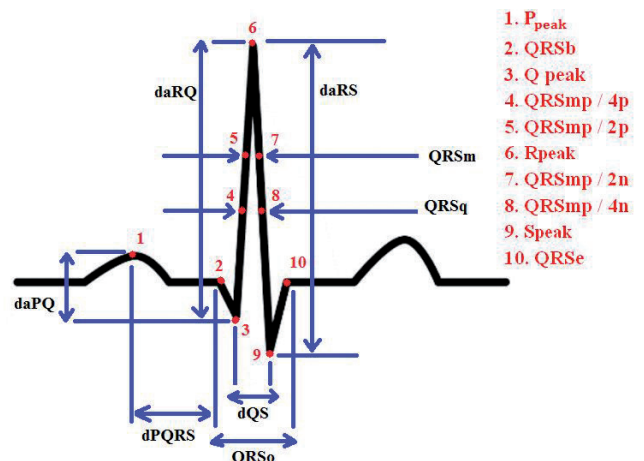 6
daRQ
daRS
5
7
QRSm
4
8
QRSq
1
2
10
daPQ
3
9
dQS
dPQRS
QRSo
1. Ppeak
2. QRSb
3. Q peak
4. QRSmp / 4p
5. QRSmp / 2p
6. Rpeak
7. QRSmp / 2n
8. QRSmp / 4n
9. Speak
10. QRSe